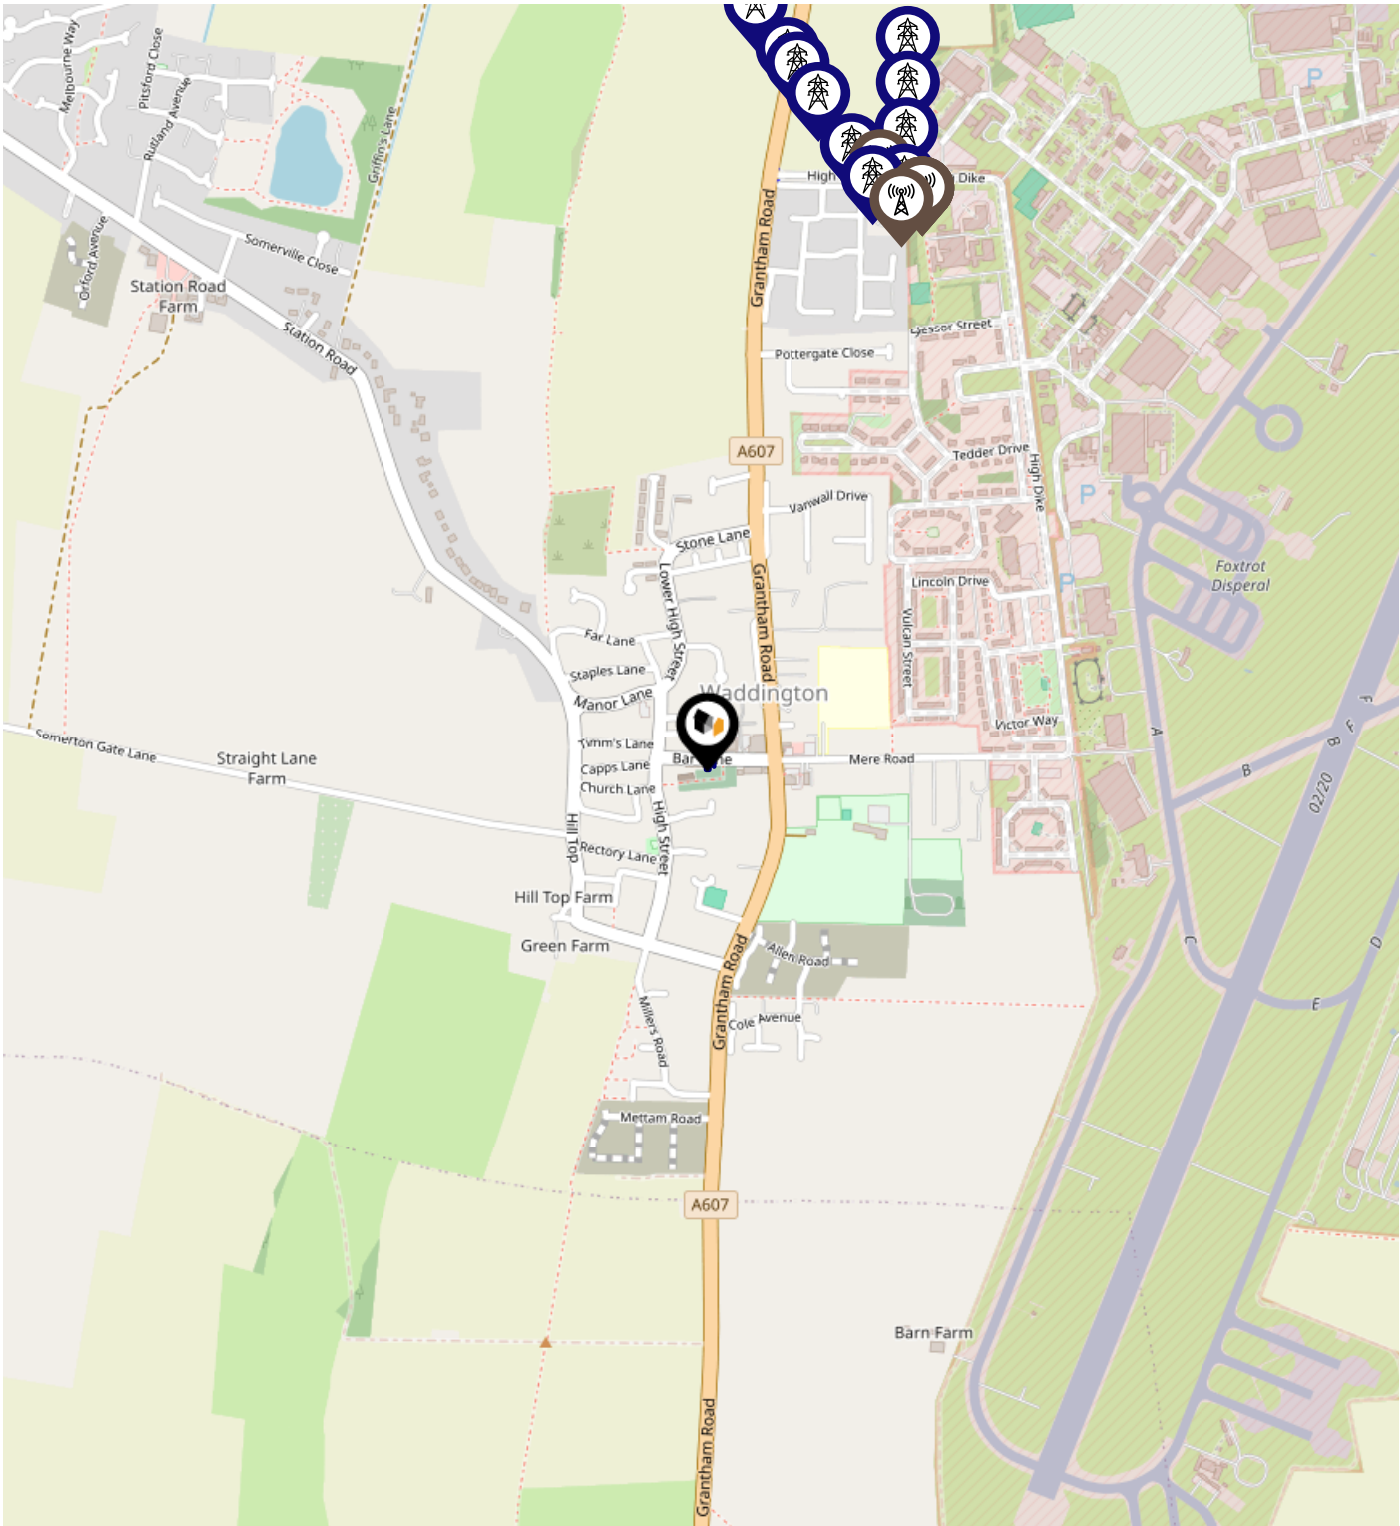 Melbourne Way
Pitsford Close
Rutland Avenue
Griffin's Lane
Orford Avenue
Somerville Close
Station Road
Farm
Station Road
High
Dike
P
Grantham Road
Pottergate Close
A607
Tedder Drive
High Dike
P
Vanwall Drive
Stone Lane
Lower High Street
Grantham Road
Lincoln Drive
P
Foxtrot
Disperal
Vulcan Street
Far Lane
Staples Lane
Manor Lane
Waddington
Victor Way
Somerton Gate Lane
Straight Lane
Farm
Tymm's Lane
Capps Lane
Church Lane
Mere Road
A
B
B
F
F
02/20
Hill Top
High Street
Rectory Lane
Hill Top Farm
Green Farm
Grantham Road
Allen Road
C
D
E
Millers Road
Cole Avenue
Mettam Road
A607
Barn Farm
Grantham Road